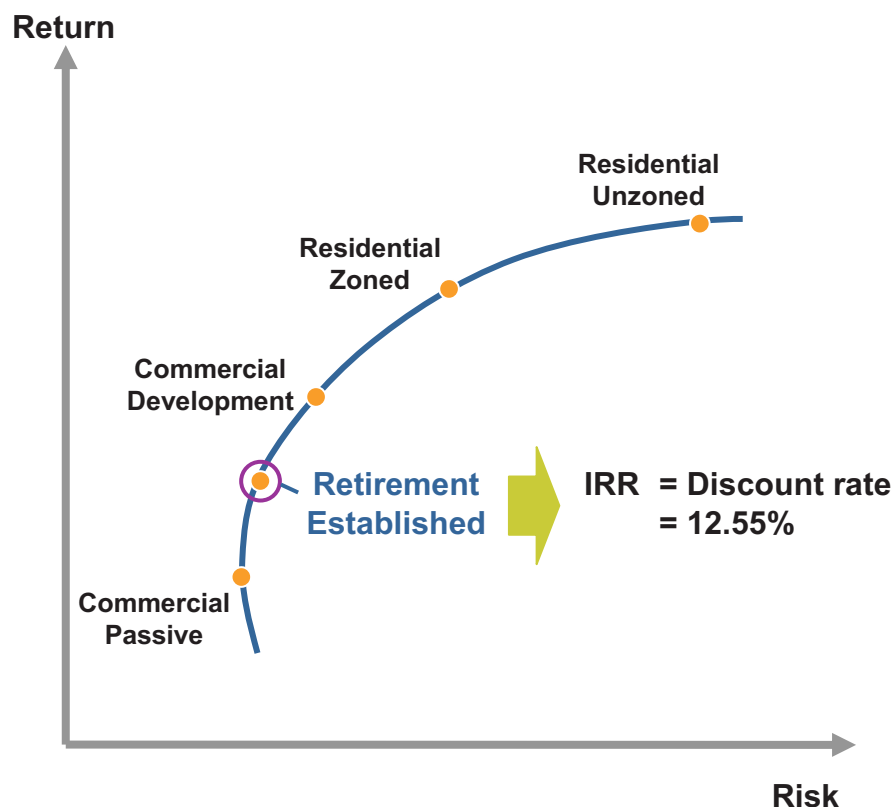 Return
Residential
Unzoned
Residential
Zoned
Commercial
Development
Retirement
Established
IRR = Discount rate
= 12.55%
Commercial
Passive
Risk